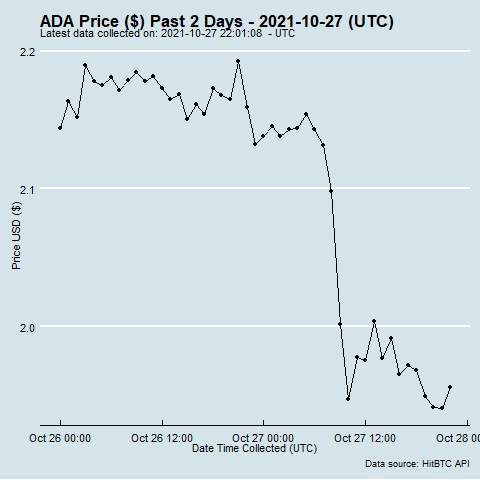 ADA Price ($) Past 2 Days - 2021-10-27 (UTC)
Latest data collected on: 2021-10-27 22:01:08 - UTC
2.2
2.1
2.0
Price USD ($)
Oct 26 00:00 Oct 26 12:00 Oct 27 00:00 Oct 27 12:00 Oct 28 00
Date Time Collected (UTC)
Data source: HitBTC API